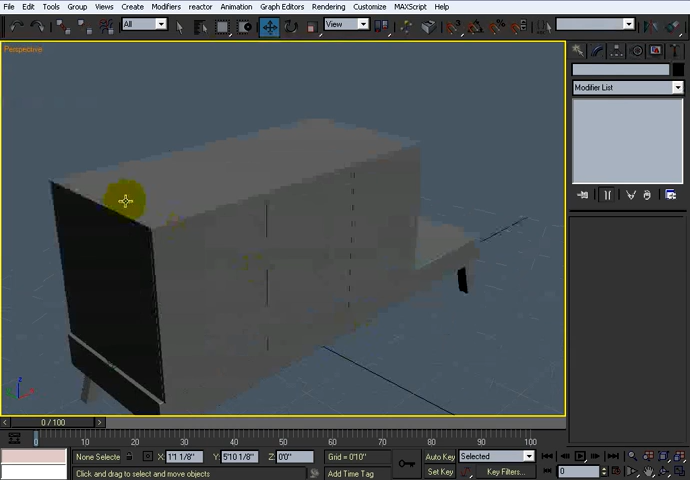 File Edit Tools Group Views Create Modifiers reactor Animation Graph Editors Rendering Customize MAXScript Help
All View
Perspective
Modifier List
0 / 100
0 10 20 30 40 50 60 70 80 90 100
None Selecte X: 1'1 1/8" Y: 5'10 1/8" Z: 0'0" Grid = 0'10" Auto Key Selected
Click and drag to select and move objects Add Time Tag Set Key Key Filters... 0